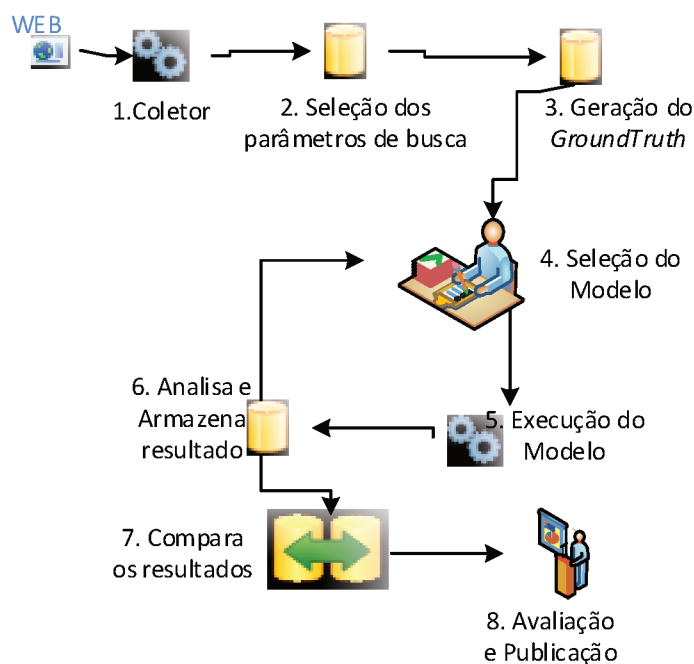 WEB
1.Coletor
2. Seleção dos
parâmetros de busca
3. Geração do
GroundTruth
4. Seleção do
Modelo
5. Execução do
Modelo
6. Analisa e
Armazena
resultado
7. Compara
os resultados
8. Avaliação
e Publicação